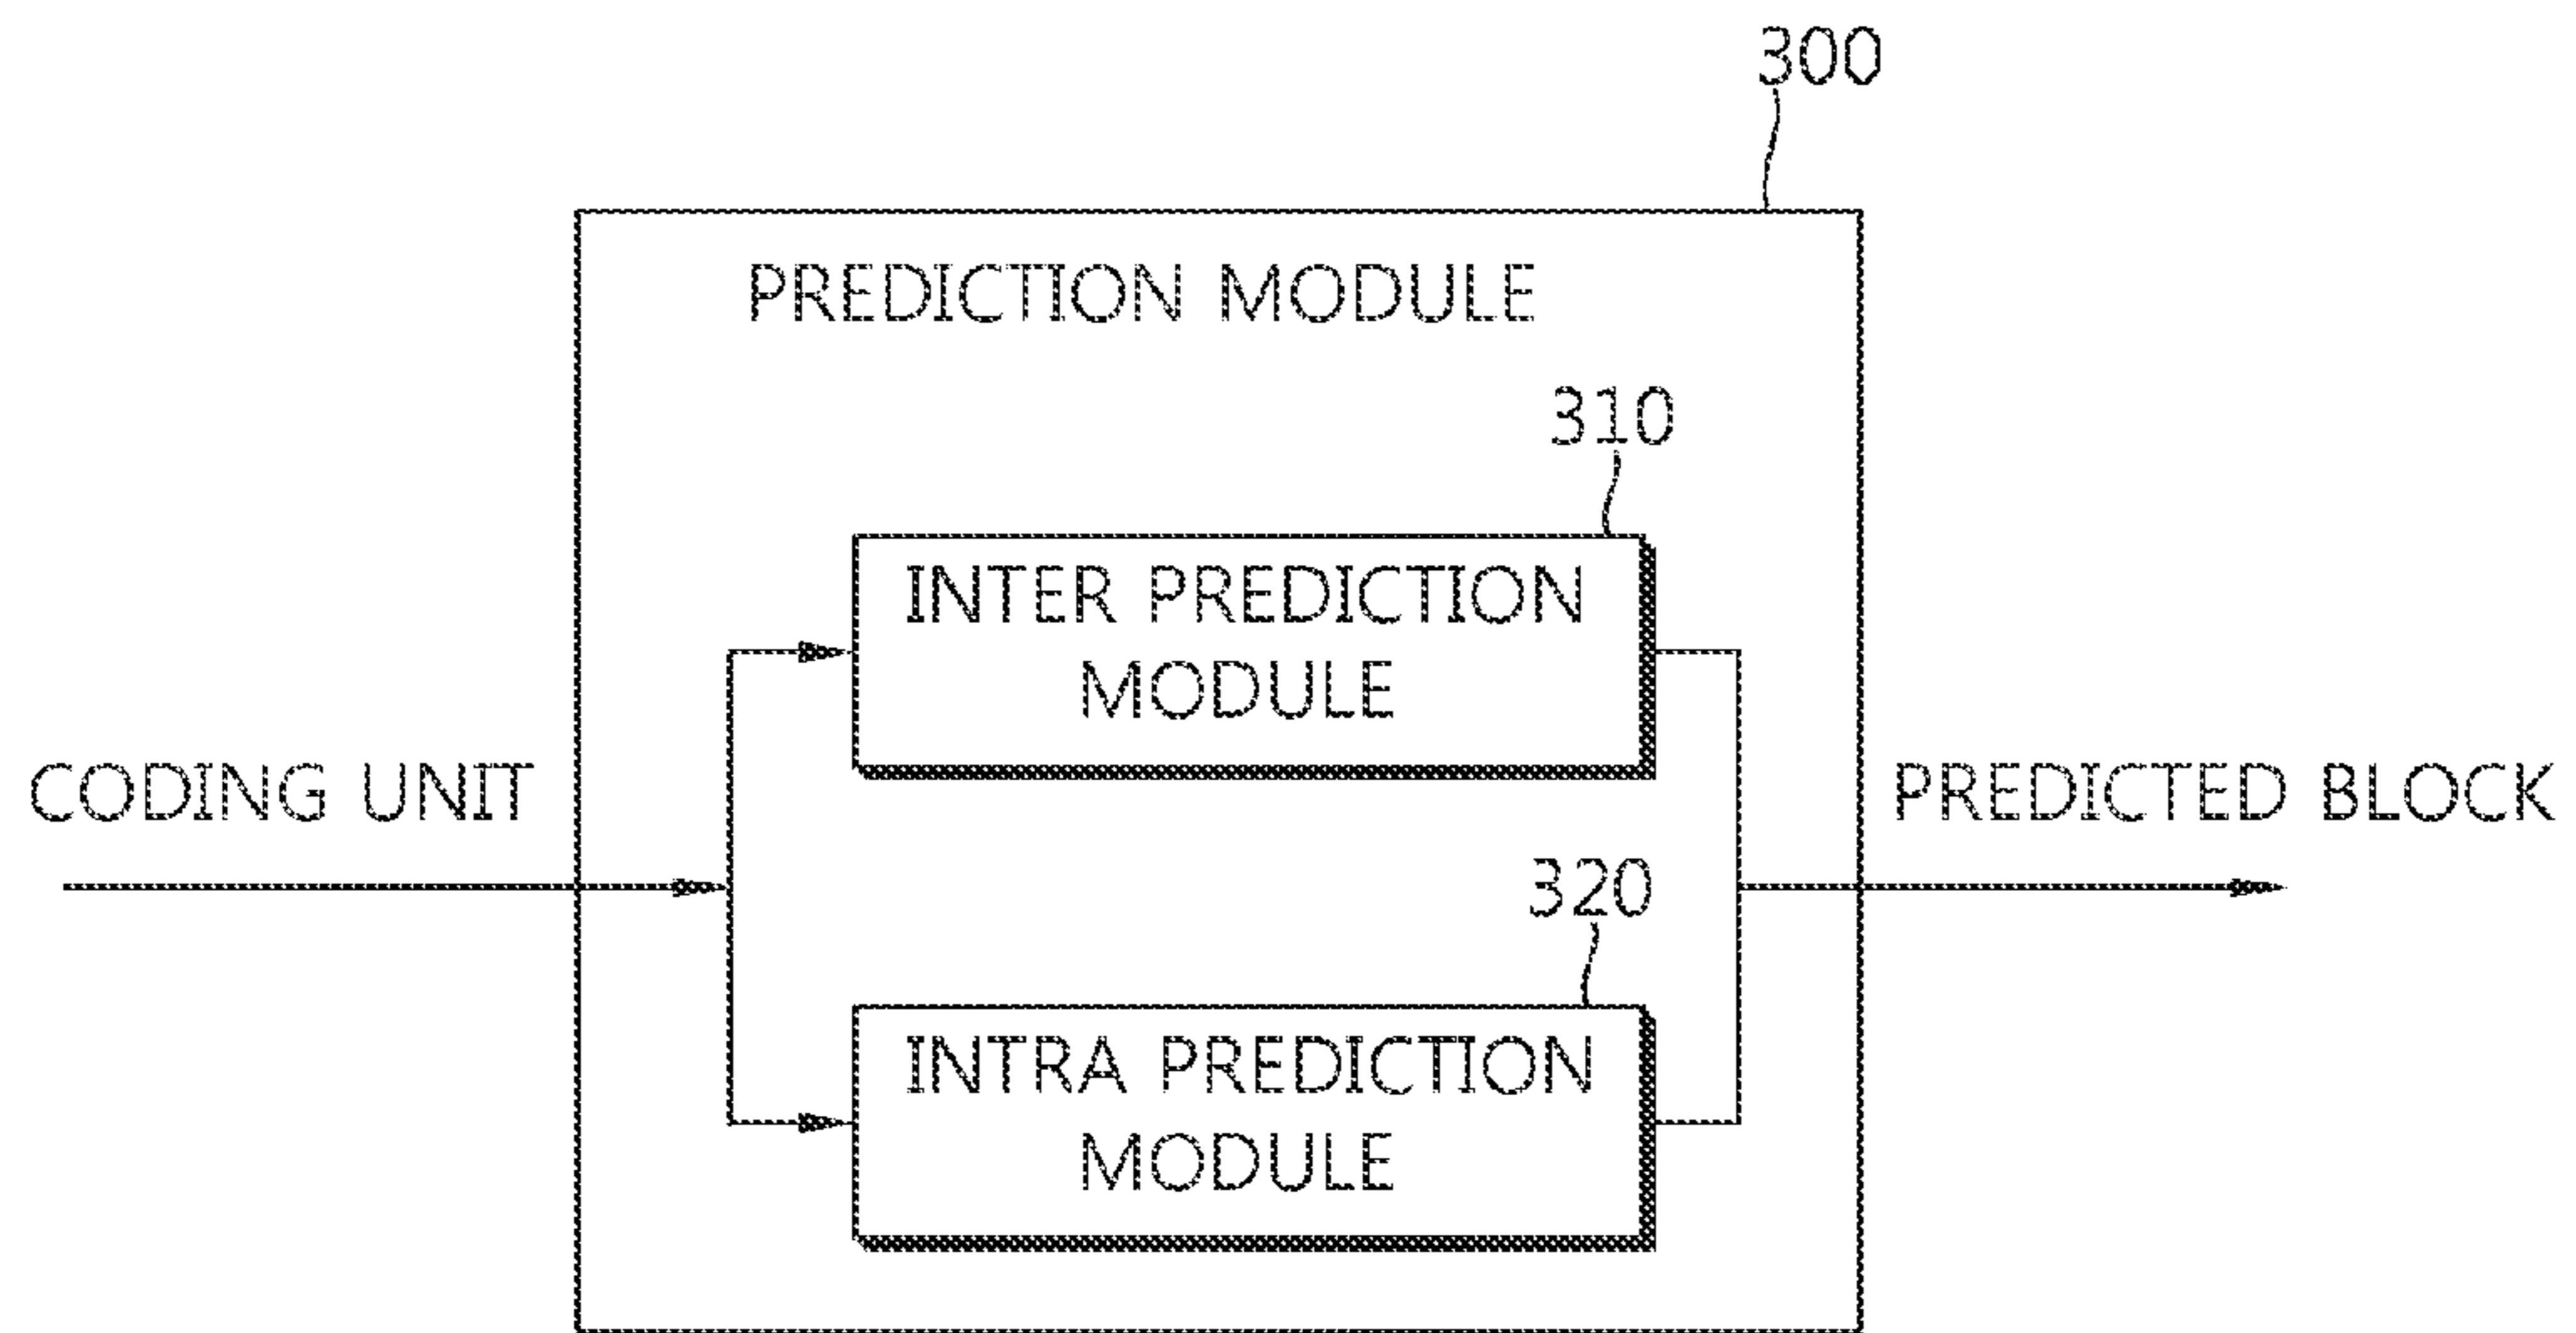 300
PREDICTION MODULE
310
INTER PREDICTION
MODULE
CODING UNIT
PREDICTED BLOCK
320
INTRA PREDICTION
MODULE